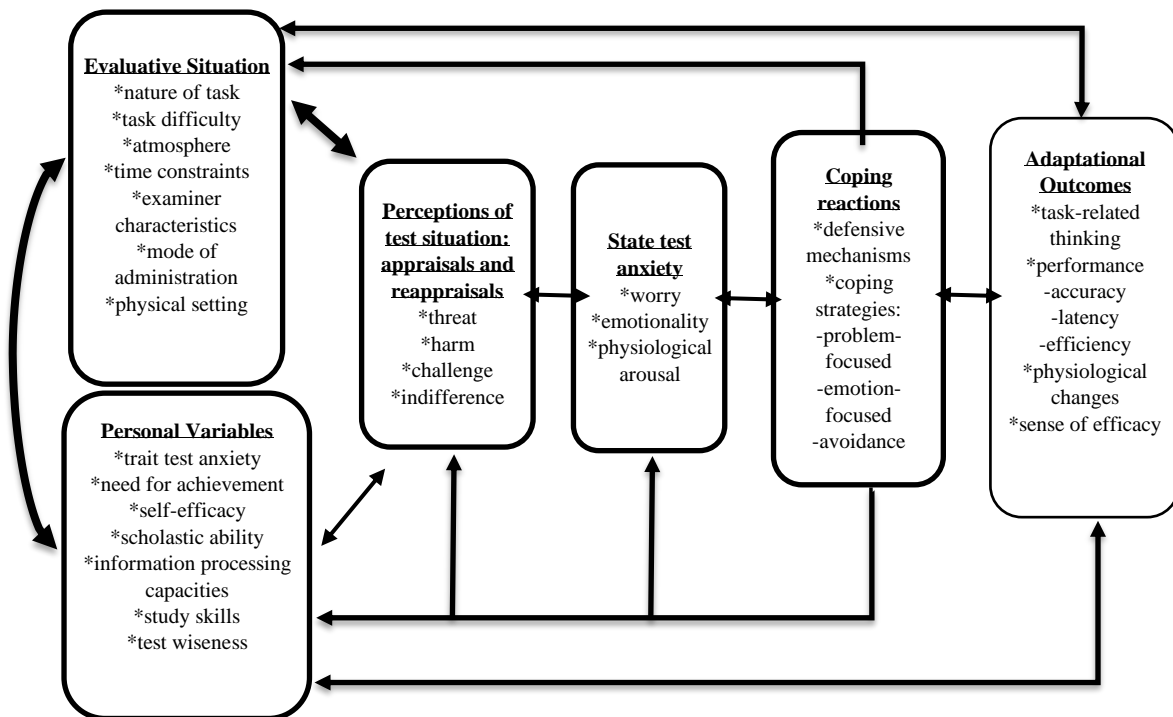 Evaluative Situation
*nature of task
*task difficulty
*atmosphere
*time constraints
*examiner
characteristics
*mode of
administration
*physical setting
Personal Variables
*trait test anxiety
*need for achievement
*self-efficacy
*scholastic ability
*information processing
capacities
*study skills
*test wiseness
Perceptions of
test situation:
appraisals and
reappraisals
*threat
*harm
*challenge
*indifference
State test
anxiety
*worry
*emotionality
*physiological
arousal
Coping
reactions
*defensive
mechanisms
*coping
strategies:
-problem-
focused
-emotion-
focused
-avoidance
Adaptational
Outcomes
*task-related
thinking
*performance
-accuracy
-latency
-efficiency
*physiological
changes
*sense of efficacy